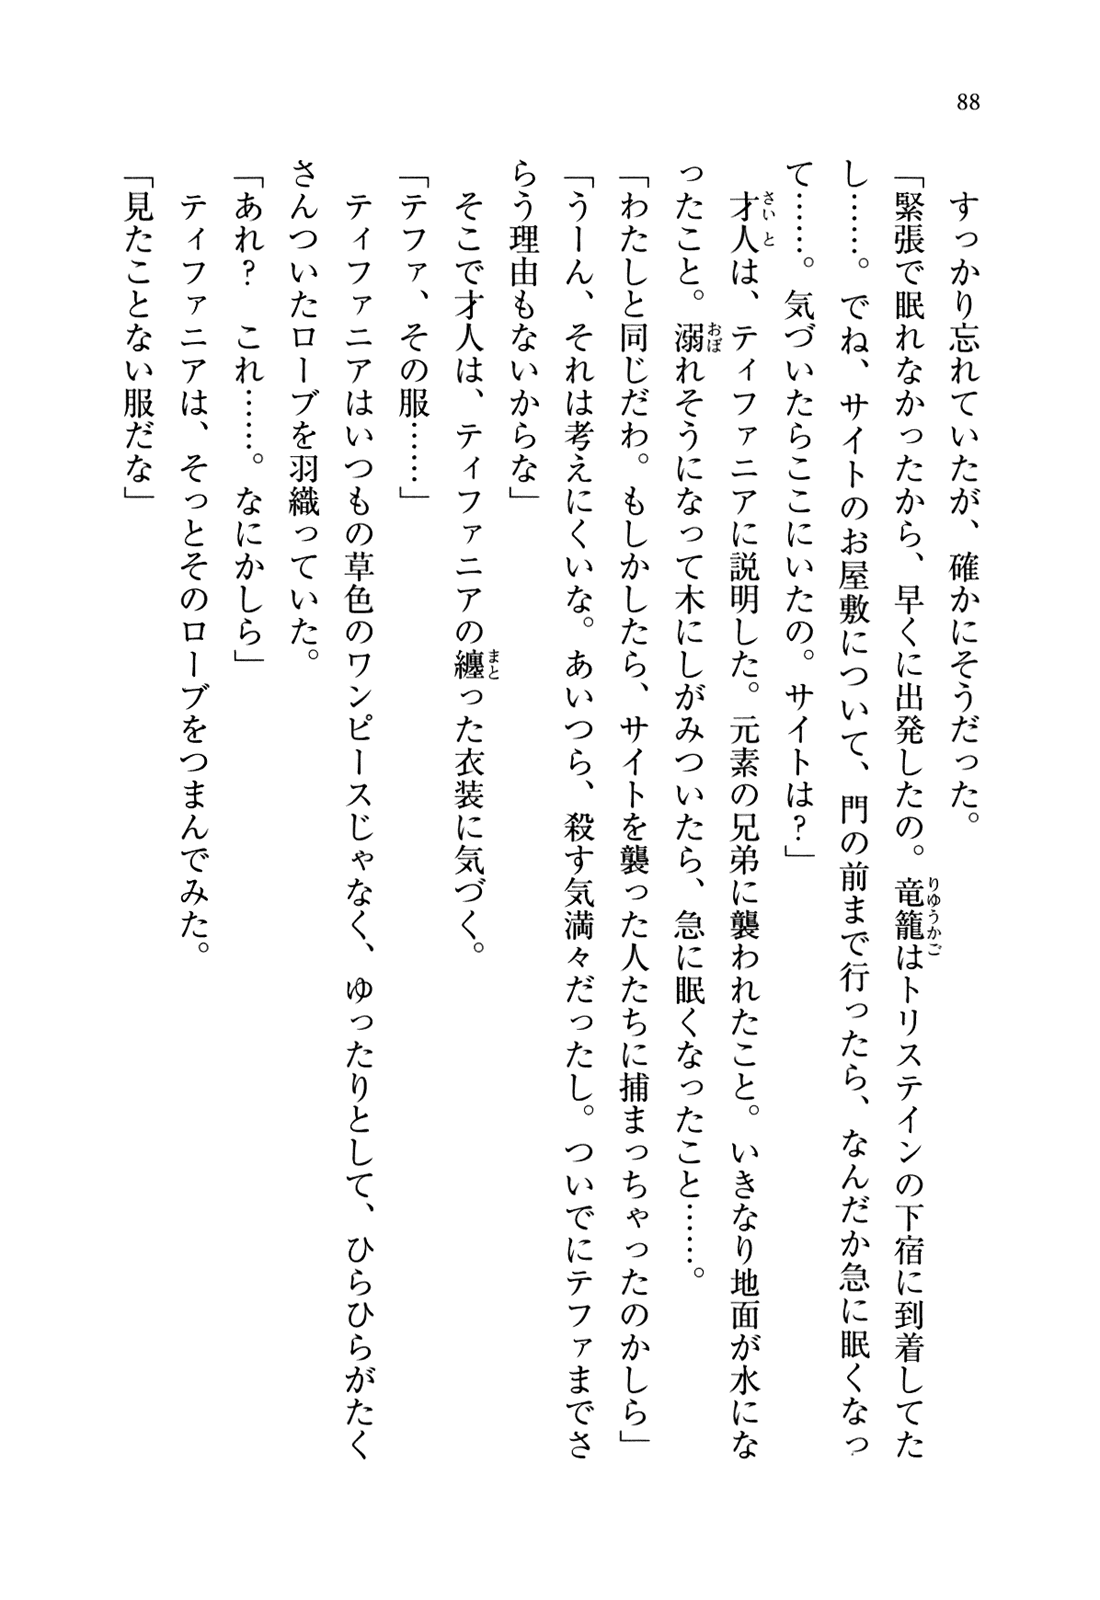 88
すっかり忘れていたが、確かにそうだった。
「緊張で眠れなかったから、早くに出発したの。竜籠はトリステインの下宿に到着してた
し……。でね、サイトのお屋敷について、門の前まで行ったら、なんだか急に眠くなっ
て……。気づいたらここにいたの。サイトは？」
才人は、ティファニアに説明した。元素の兄弟に襲われたこと。いきなり地面が水にな
ったこと。溺れそうになって木にしがみついたら、急に眠くなったこと……。
「わたしと同じだわ。もしかしたら、サイトを襲った人たちに捕まっちゃったのかしら」
「うーん、それは考えにくいな。あいつら、殺す気満々だったし。ついでにテファまでさ
らう理由もないからな」
そこで才人は、ティファニアの纏った衣装に気づく。
「テファ、その服……」
ティファニアはいつもの草色のワンピースじゃなく、ゆったりとして、ひらひらがたく
さんついたローブを羽織っていた。
「あれ？　これ……。なにかしら」
ティファニアは、そっとそのローブをつまんでみた。
「見たことない服だな」
りゆうかご
さいと
おぼ
まと